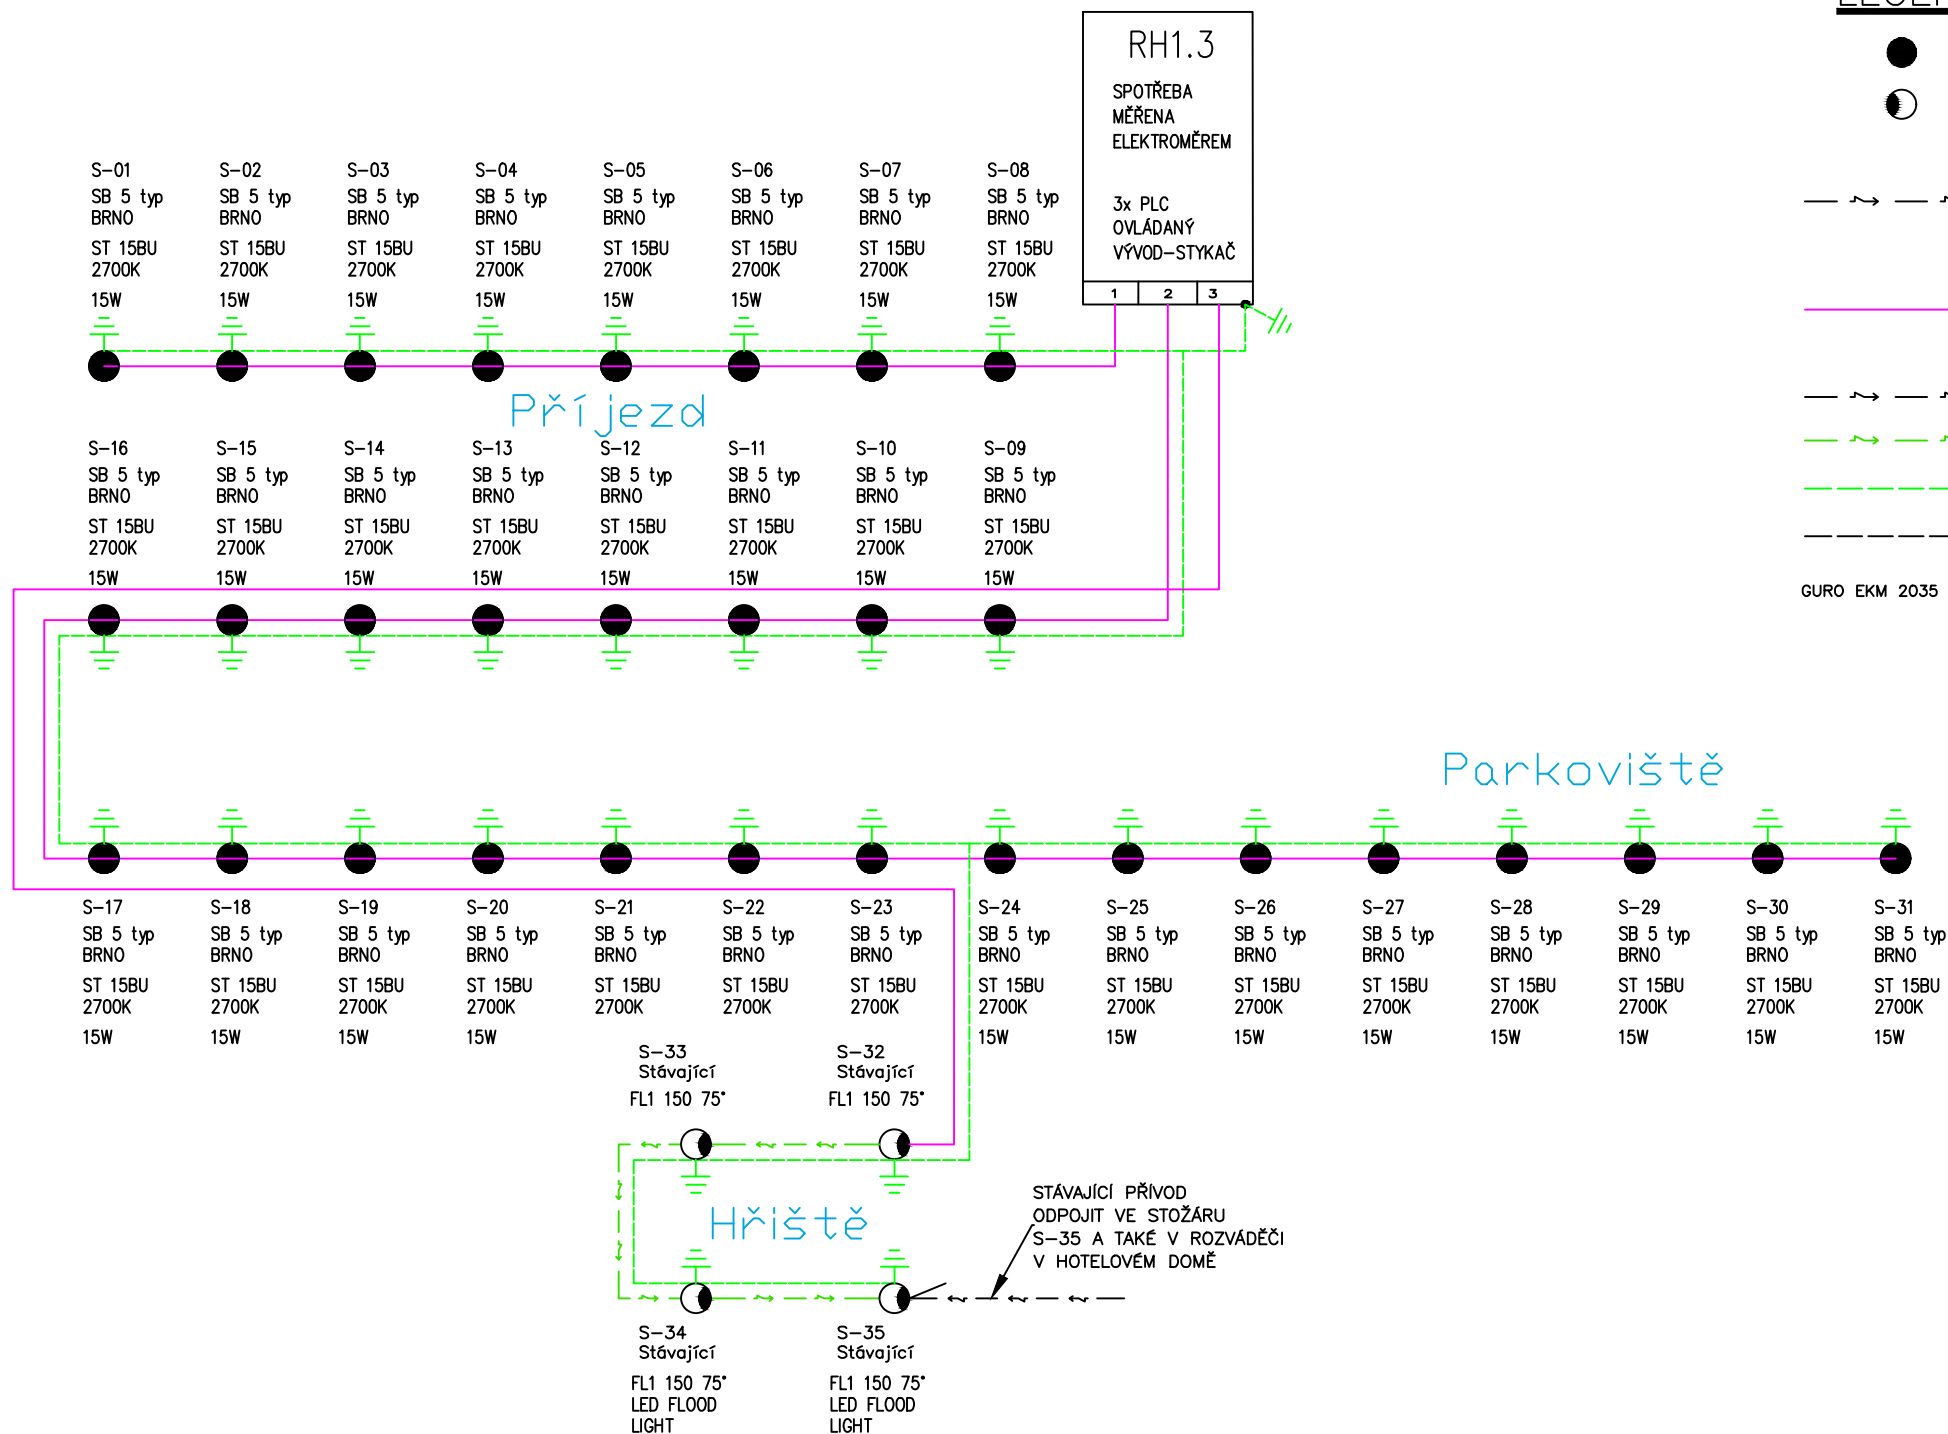 RH1.3
SPOTŘEBA
MĚŘENA
ELEKTROMĚREM
3x PLC
OVLÁDANÝ
VÝVOD-STYKAČ
1 2 3
S-01 S-02 S-03 S-04 S-05 S-06 S-07 S-08
SB 5 typ SB 5 typ SB 5 typ SB 5 typ SB 5 typ SB 5 typ SB 5 typ SB 5 typ
BRNO BRNO BRNO BRNO BRNO BRNO BRNO BRNO
ST 15BU ST 15BU ST 15BU ST 15BU ST 15BU ST 15BU ST 15BU ST 15BU
2700K 2700K 2700K 2700K 2700K 2700K 2700K 2700K
15W 15W 15W 15W 15W 15W 15W 15W
Příjezd
S-16 S-15 S-14 S-13 S-12 S-11 S-10 S-09
SB 5 typ SB 5 typ SB 5 typ SB 5 typ SB 5 typ SB 5 typ SB 5 typ SB 5 typ
BRNO BRNO BRNO BRNO BRNO BRNO BRNO BRNO
ST 15BU ST 15BU ST 15BU ST 15BU ST 15BU ST 15BU ST 15BU ST 15BU
2700K 2700K 2700K 2700K 2700K 2700K 2700K 2700K
15W 15W 15W 15W 15W 15W 15W 15W
GURO EKM 2035
Parkoviště
S-17 S-18 S-19 S-20 S-21 S-22 S-23 S-24 S-25 S-26 S-27 S-28 S-29 S-30 S-31
SB 5 typ SB 5 typ SB 5 typ SB 5 typ SB 5 typ SB 5 typ SB 5 typ SB 5 typ SB 5 typ SB 5 typ SB 5 typ SB 5 typ SB 5 typ SB 5 typ SB 5 typ
BRNO BRNO BRNO BRNO BRNO BRNO BRNO BRNO BRNO BRNO BRNO BRNO BRNO BRNO BRNO
ST 15BU ST 15BU ST 15BU ST 15BU ST 15BU ST 15BU ST 15BU ST 15BU ST 15BU ST 15BU ST 15BU ST 15BU ST 15BU ST 15BU ST 15BU
2700K 2700K 2700K 2700K 2700K 2700K 2700K 2700K 2700K 2700K 2700K 2700K 2700K 2700K 2700K
15W 15W 15W 15W 15W 15W 15W 15W 15W 15W 15W 15W
S-33 S-32
Stávající Stávající
FL1 150 75° FL1 150 75°
Hřiště
STÁVAJÍCÍ PŘÍVOD
ODPOJIT VE STOŽÁRU
S-35 A TAKÉ V ROZVÁDĚČI
V HOTELOVÉM DOMĚ
S-34 S-35
Stávající Stávající
FL1 150 75° FL1 150 75°
LED FLOOD LED FLOOD
LIGHT LIGHT